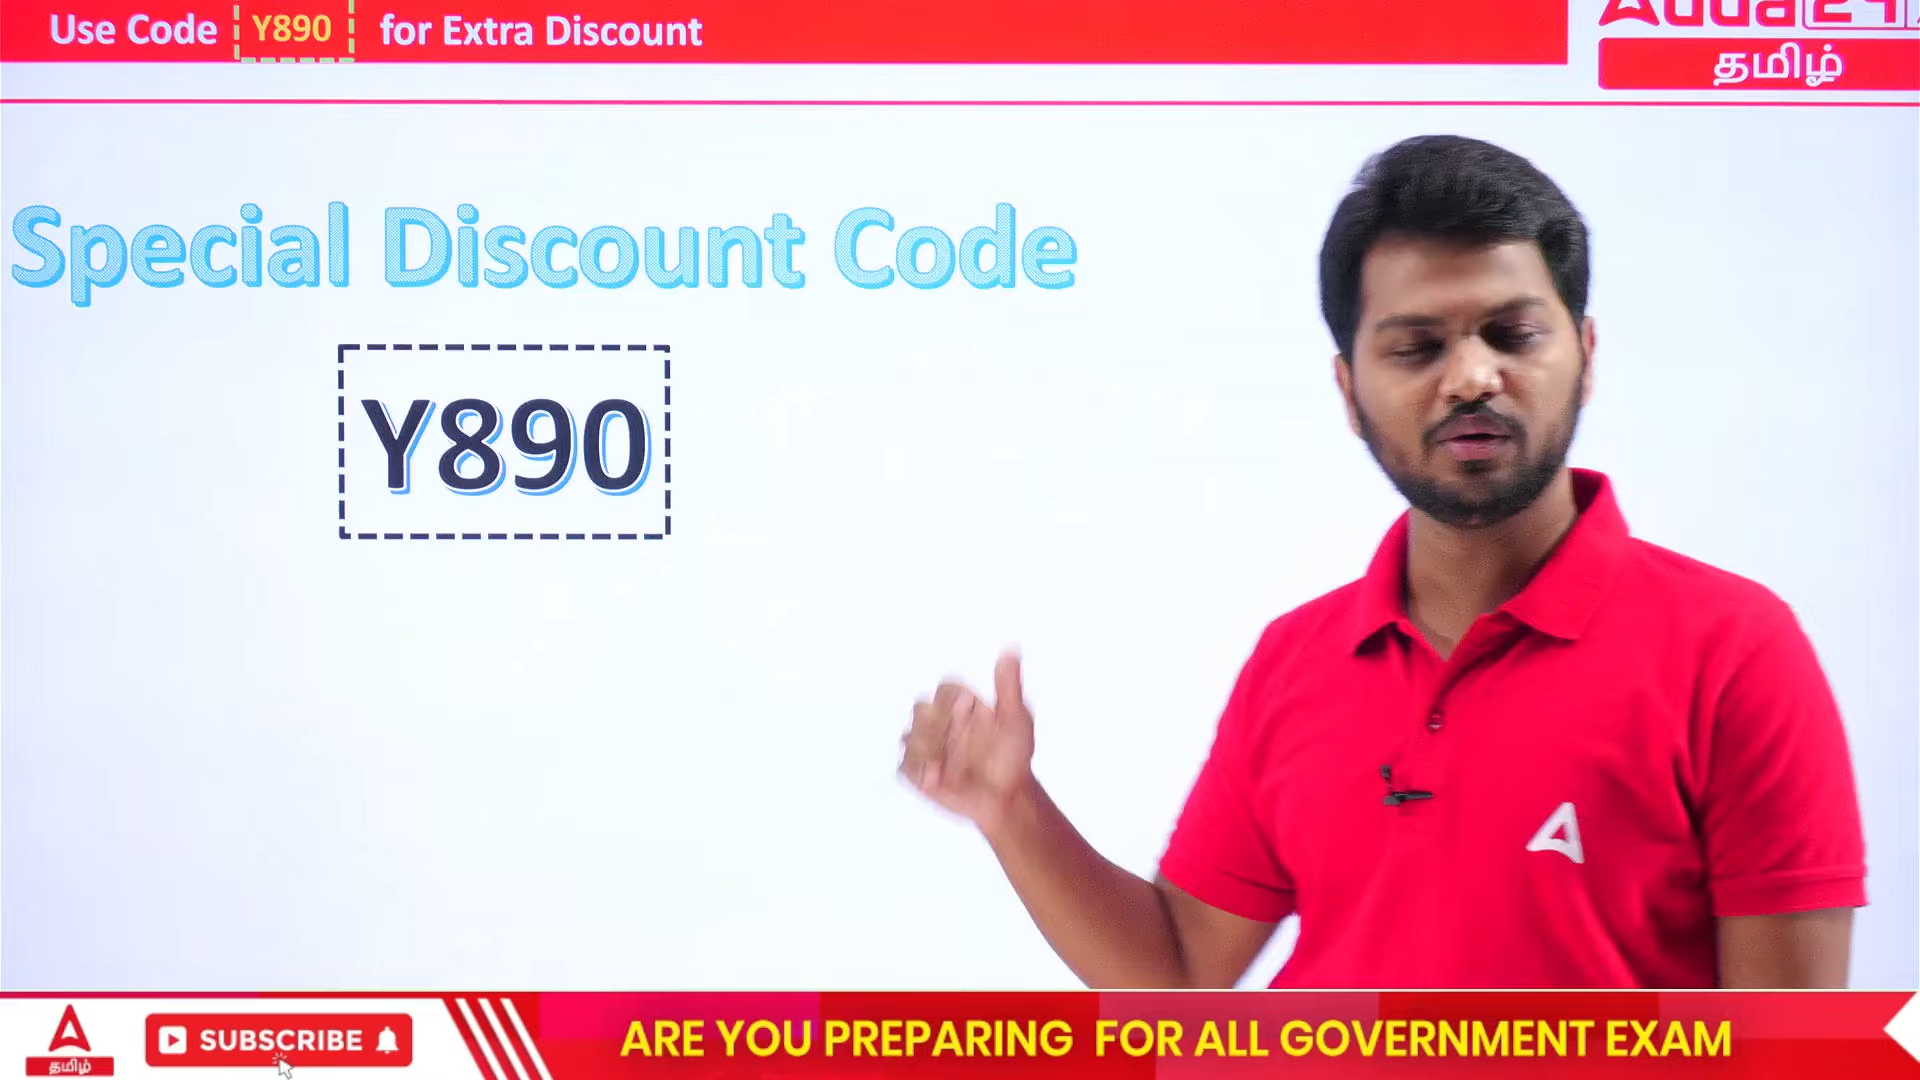 Use Code Y890 for Extra Discount
Adda247
தமிழ்
Special Discount Code
Y890
தமிழ்
SUBSCRIBE
ARE YOU PREPARING FOR ALL GOVERNMENT EXAM